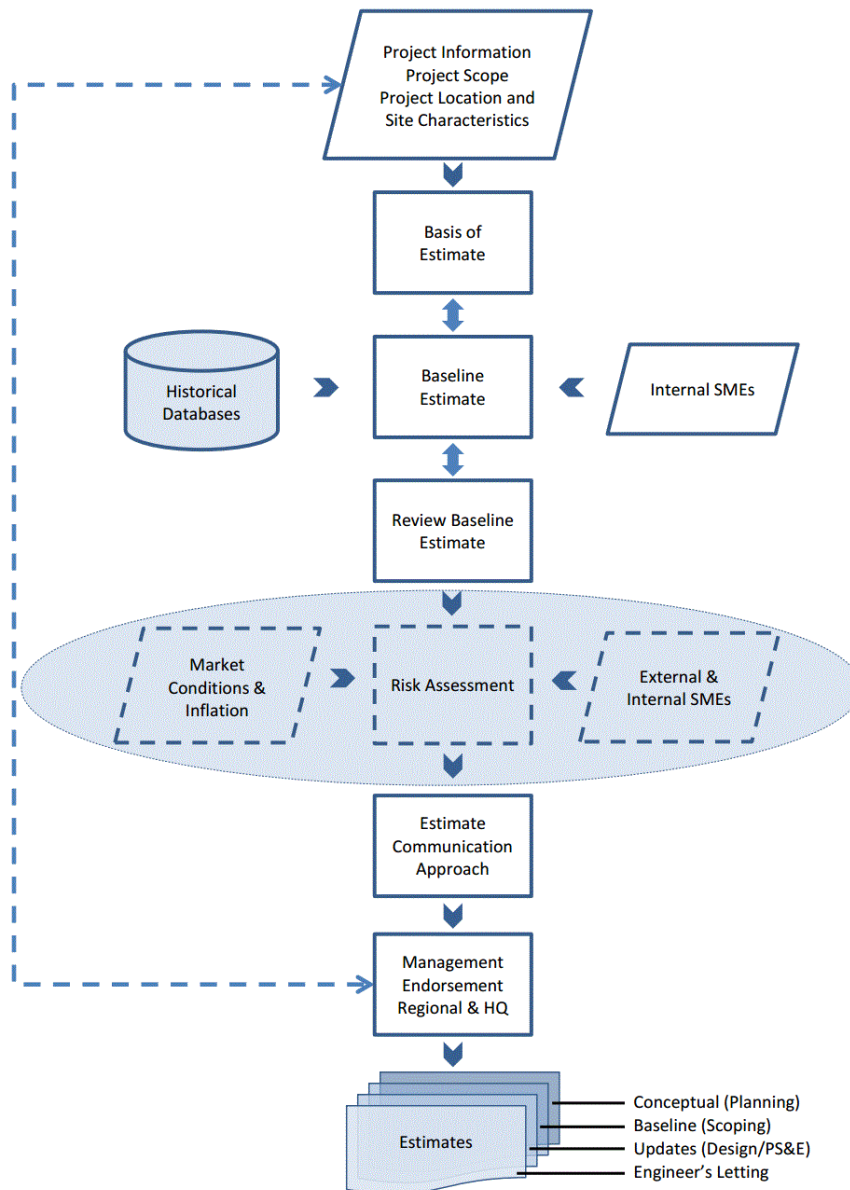 Project Information
Project Scope
Project Location and
Site Characteristics
Basis of
Estimate
Historical
Databases
Baseline
Estimate
Internal SMEs
Review Baseline
Estimate
Market
Conditions &
Inflation
Risk Assessment
External &
Internal SMEs
Estimate
Communication
Approach
Management
Endorsement
Regional & HQ
Estimates
Conceptual (Planning)
Baseline (Scoping)
Updates (Design/PS&E)
Engineer's Letting